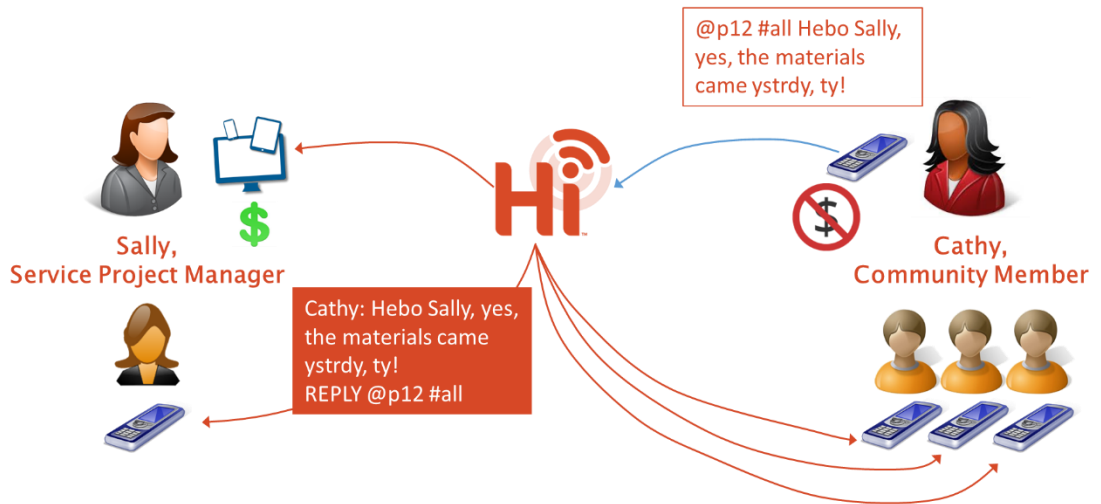 @p12 #all Hebo Sally,
yes, the materials
came ystrdy, ty!
Hi
™
$
$
Sally,
Service Project Manager
Cathy,
Community Member
Cathy: Hebo Sally, yes,
the materials came
ystrdy, ty!
REPLY @p12 #all